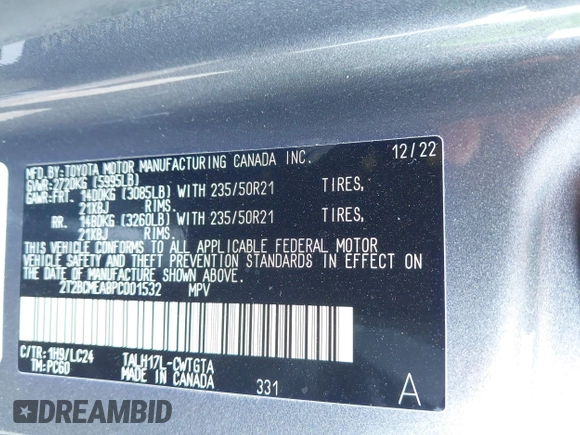 MFD.BY:TOYOTA MOTOR MANUFACTURING CANADA INC. 12/22
GVWR:2720KG (5995LB)
GAWR:FRT. 1400KG (3085LB) WITH 235/50R21 TIRES,
21X8J RIMS.
RR. 1480KG (3260LB) WITH 235/50R21 TIRES,
21X8J RIMS.
THIS VEHICLE CONFORMS TO ALL APPLICABLE FEDERAL MOTOR
VEHICLE SAFETY AND THEFT PREVENTION STANDARDS IN EFFECT ON
THE DATE OF MANUFACTURE SHOWN ABOVE.
2T2BCMEA8PC001532 MPV
C/TR:1H9/LC24 TALH17L-CWTGTA
TM:PC60 MADE IN CANADA 331 A
DREAMBID